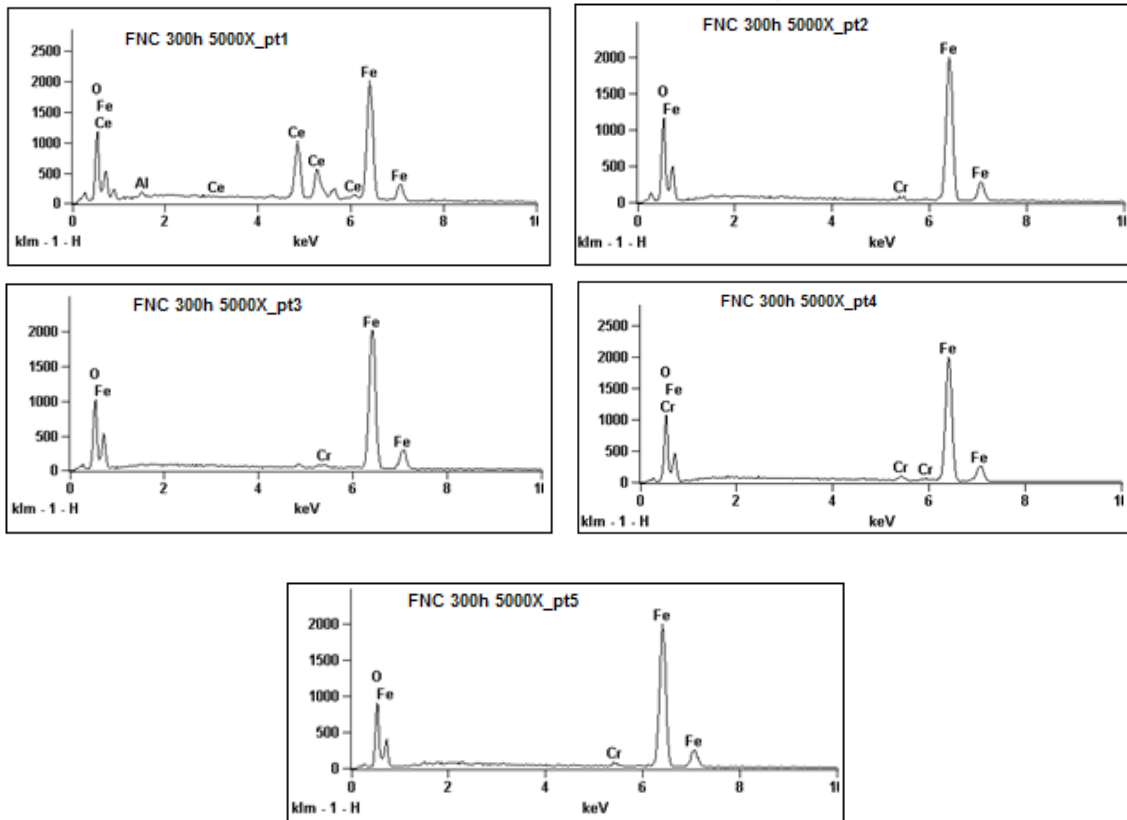 FNC 300h 5000X_pt1
2500
2000
1500
1000
500
0
O
Fe
Ce
Al
Ce
Ce
Ce
Ce
Fe
Fe
0 2 4 6 8 10
klm - 1 - H keV
FNC 300h 5000X_pt2
2000
1500
1000
500
0
O
Fe
Cr
Fe
Fe
2 4 6 8
klm - 1 - H keV
FNC 300h 5000X_pt3
2000
1500
1000
500
0
O
Fe
Cr
Fe
Fe
0 2 4 6 8
klm - 1 - H keV
FNC 300h 5000X_pt4
2500
2000
1500
1000
500
0
O
Fe
Cr
Cr
Cr
Fe
Fe
0 2 4 6 8
klm - 1 - H keV
FNC 300h 5000X_pt5
2000
1500
1000
500
0
O
Fe
Cr
Fe
Fe
0 2 4 6 8
klm - 1 - H keV